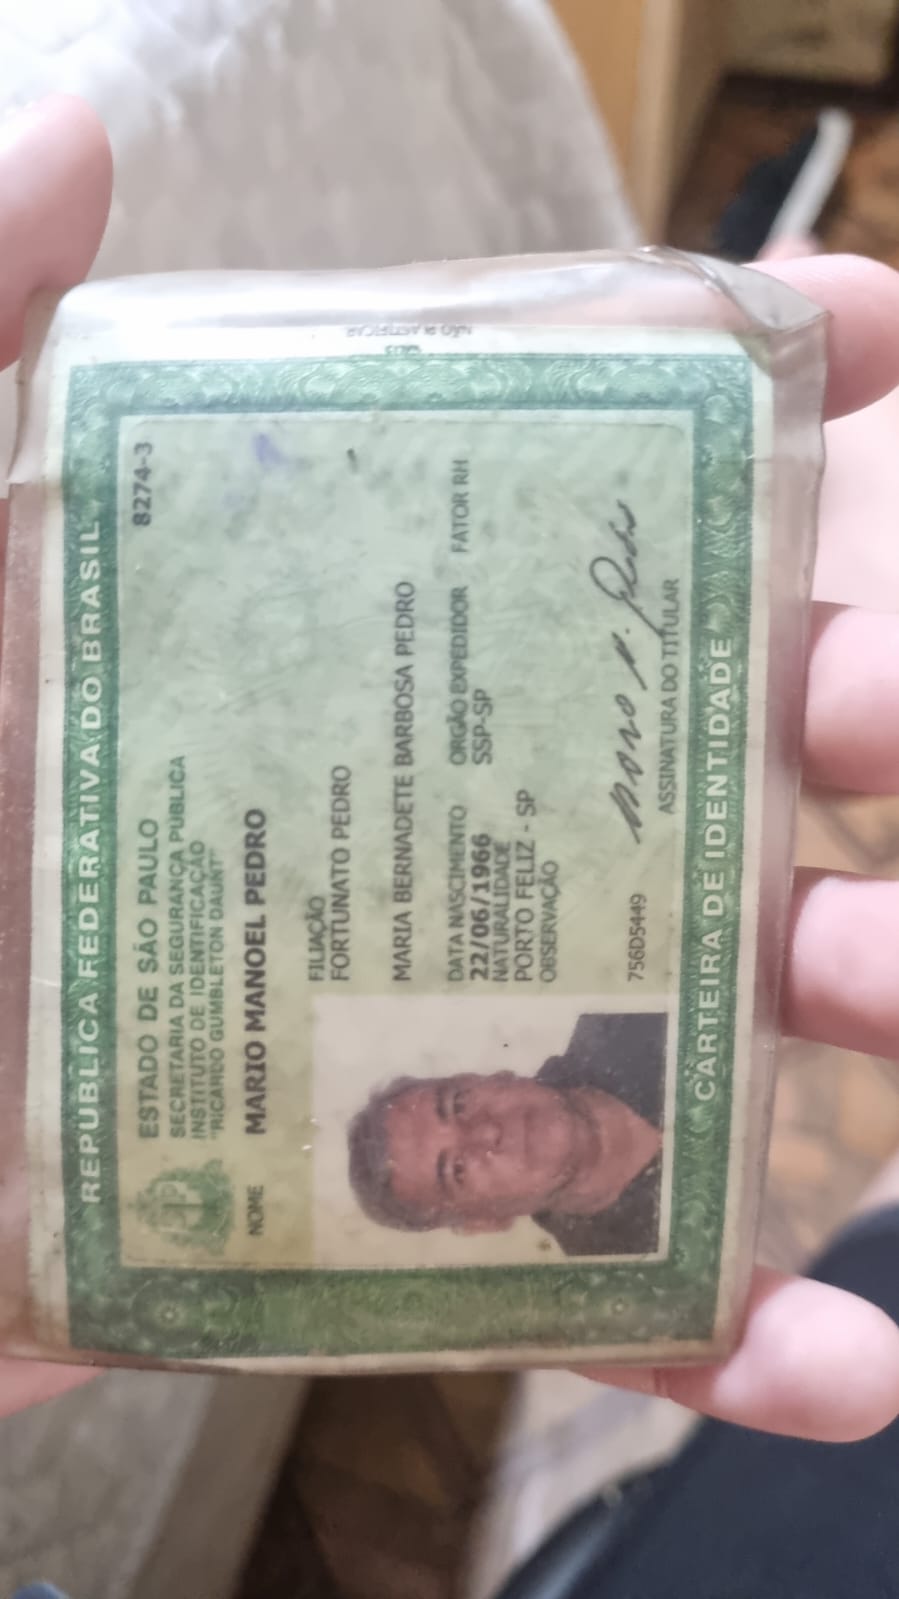 NÃO PLASTIFICAR
REPUBLICA FEDERATIVA DO BRASIL
8274-3
ESTADO DE SÃO PAULO
SECRETARIA DA SEGURANÇA PUBLICA
INSTITUTO DE IDENTIFICAÇÃO
"RICARDO GUMBLETON DAUNT"
NOME MARIO MANOEL PEDRO
FILIAÇÃO
FORTUNATO PEDRO
MARIA BERNADETE BARBOSA PEDRO
DATA NASCIMENTO ORGÃO EXPEDIDOR FATOR RH
22/06/1966 SSP-SP
NATURALIDADE
PORTO FELIZ - SP
OBSERVAÇÃO
756D5449
ASSINATURA DO TITULAR
CARTEIRA DE IDENTIDADE